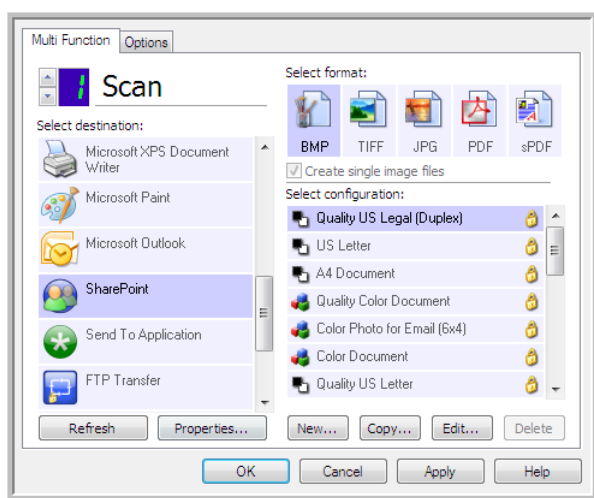 Multi Function
Options
1
Scan
Select destination:
Microsoft XPS Document
Writer
Microsoft Paint
Microsoft Outlook
SharePoint
Send To Application
FTP Transfer
Refresh
Properties...
Select format:
BMP
TIFF
JPG
PDF
sPDF
Create single image files
Select configuration:
Quality US Legal (Duplex)
US Letter
A4 Document
Quality Color Document
Color Photo for Email (6x4)
Color Document
Quality US Letter
New...
Copy...
Edit...
Delete
OK
Cancel
Apply
Help